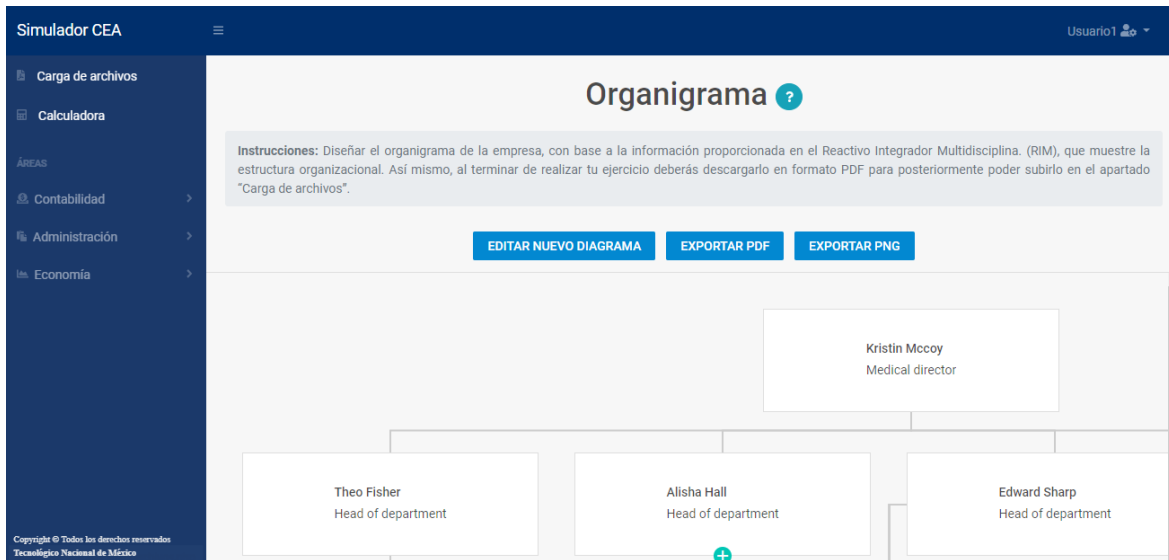 Simulador CEA
Usuario1
Carga de archivos
Calculadora
ÁREAS
Contabilidad
Administración
Economía
Copyright © Todos los derechos reservados
Tecnológico Nacional de México
Organigrama ?
Instrucciones: Diseñar el organigrama de la empresa, con base a la información proporcionada en el Reactivo Integrador Multidisciplina. (RIM), que muestre la
estructura organizacional. Así mismo, al terminar de realizar tu ejercicio deberás descargarlo en formato PDF para posteriormente poder subirlo en el apartado
"Carga de archivos".
EDITAR NUEVO DIAGRAMA EXPORTAR PDF EXPORTAR PNG
Kristin Mccoy
Medical director
Theo Fisher
Head of department
Alisha Hall
Head of department
Edward Sharp
Head of department